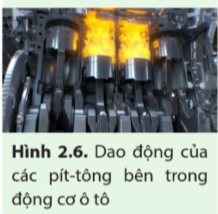 Hình 2.6. Dao động của
các pít-tông bên trong
động cơ ô tô